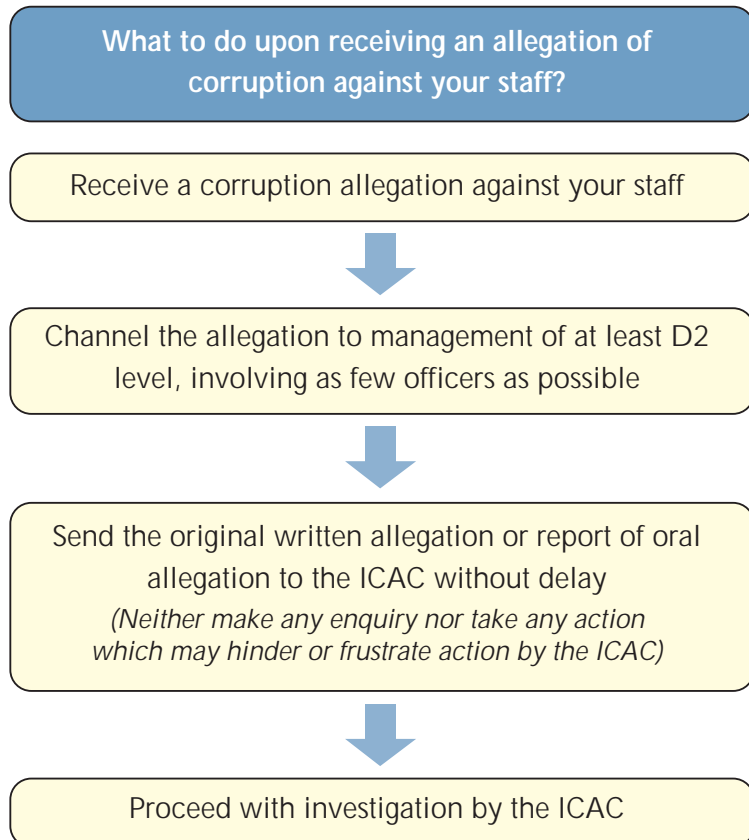 What to do upon receiving an allegation of
corruption against your staff?
Receive a corruption allegation against your staff
Channel the allegation to management of at least D2
level, involving as few officers as possible
Send the original written allegation or report of oral
allegation to the ICAC without delay
(Neither make any enquiry nor take any action
which may hinder or frustrate action by the ICAC)
Proceed with investigation by the ICAC